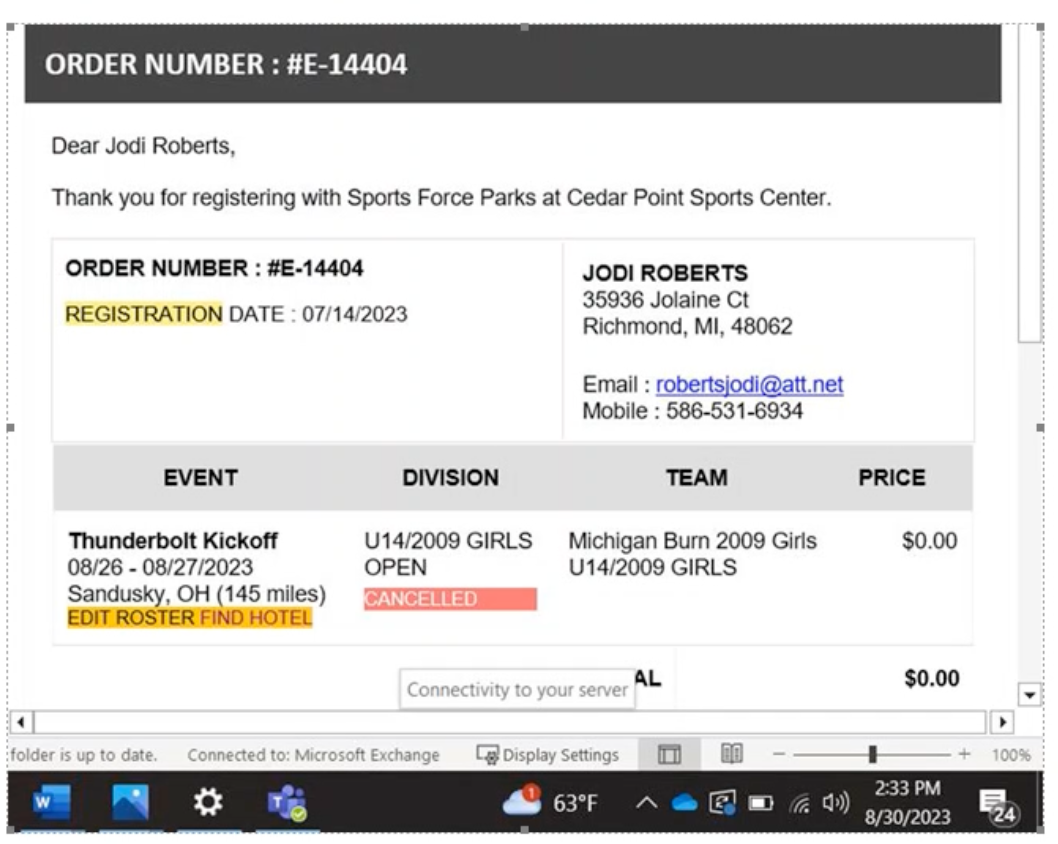 ORDER NUMBER : #E-14404
Dear Jodi Roberts,
Thank you for registering with Sports Force Parks at Cedar Point Sports Center.
ORDER NUMBER : #E-14404
REGISTRATION DATE : 07/14/2023
JODI ROBERTS
35936 Jolaine Ct
Richmond, MI, 48062
Email : robertsjodi@att.net
Mobile : 586-531-6934
EVENT DIVISION TEAM PRICE
Thunderbolt Kickoff
08/26 - 08/27/2023
Sandusky, OH (145 miles)
EDIT ROSTER FIND HOTEL
U14/2009 GIRLS
OPEN
CANCELLED
Michigan Burn 2009 Girls
U14/2009 GIRLS
$0.00
Connectivity to your server
AL $0.00
folder is up to date. Connected to: Microsoft Exchange Display Settings 100%
W
T
1
63°F
2:33 PM
8/30/2023
24